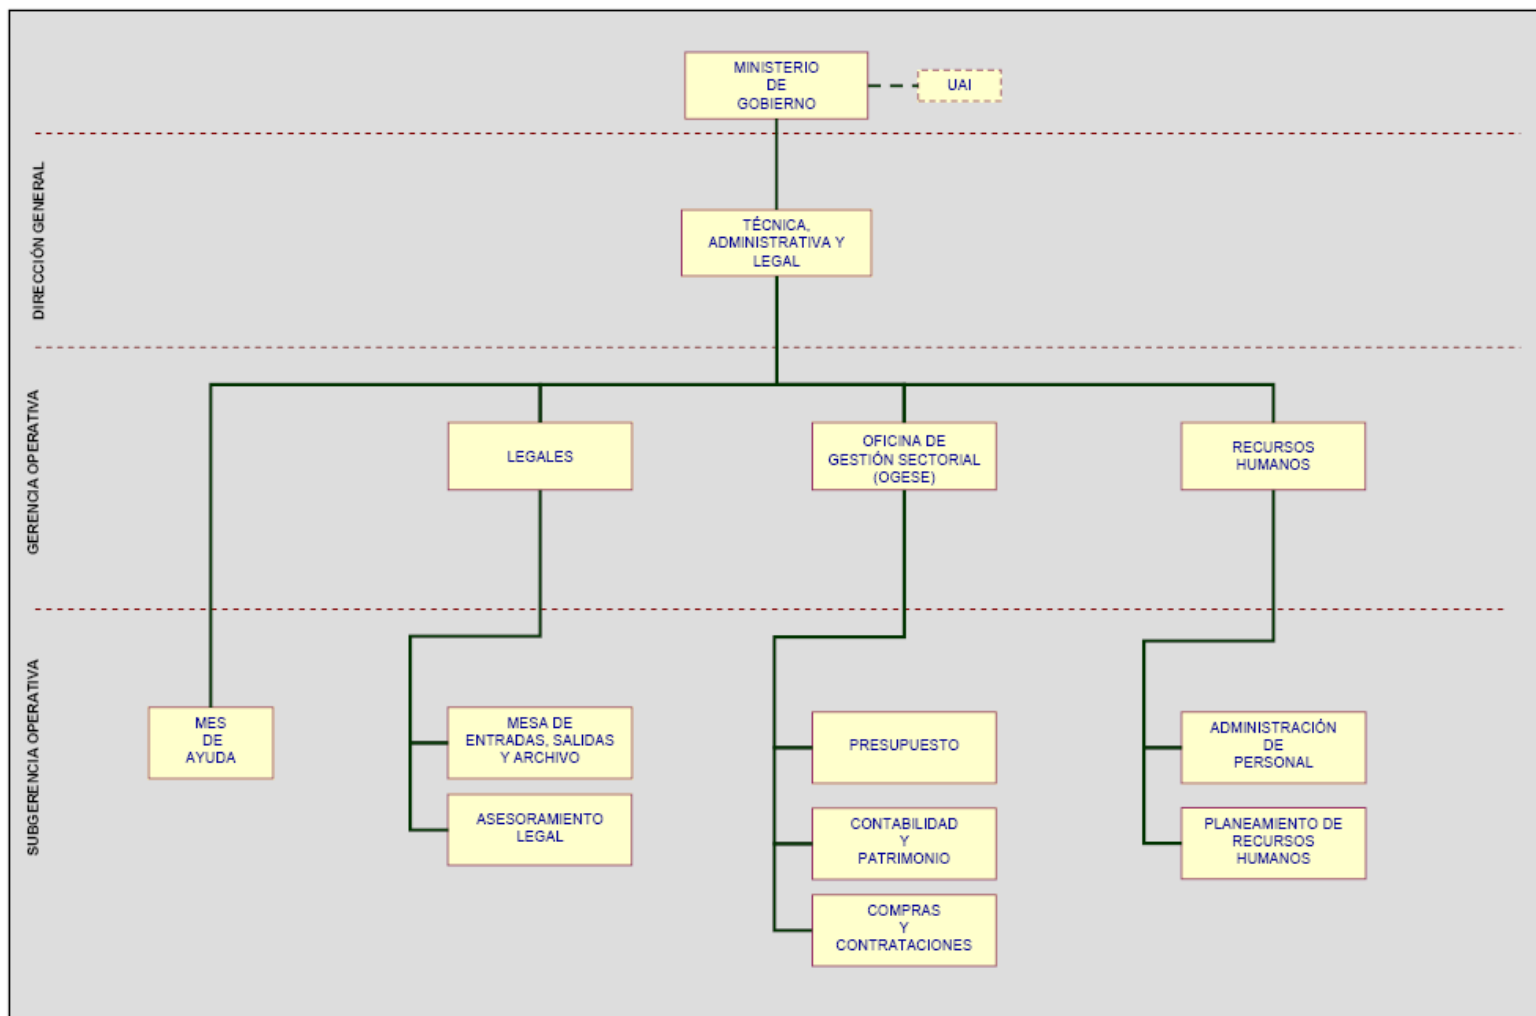 MINISTERIO
DE
GOBIERNO
UAI
DIRECCIÓN GENERAL
TÉCNICA,
ADMINISTRATIVA Y
LEGAL
GERENCIA OPERATIVA
LEGALES
OFICINA DE
GESTIÓN SECTORIAL
(OGESE)
RECURSOS
HUMANOS
SUBGERENCIA OPERATIVA
MES
DE
AYUDA
MESA DE
ENTRADAS, SALIDAS
Y ARCHIVO
ASESORAMIENTO
LEGAL
PRESUPUESTO
CONTABILIDAD
Y
PATRIMONIO
COMPRAS
Y
CONTRATACIONES
ADMINISTRACIÓN
DE
PERSONAL
PLANEAMIENTO DE
RECURSOS
HUMANOS